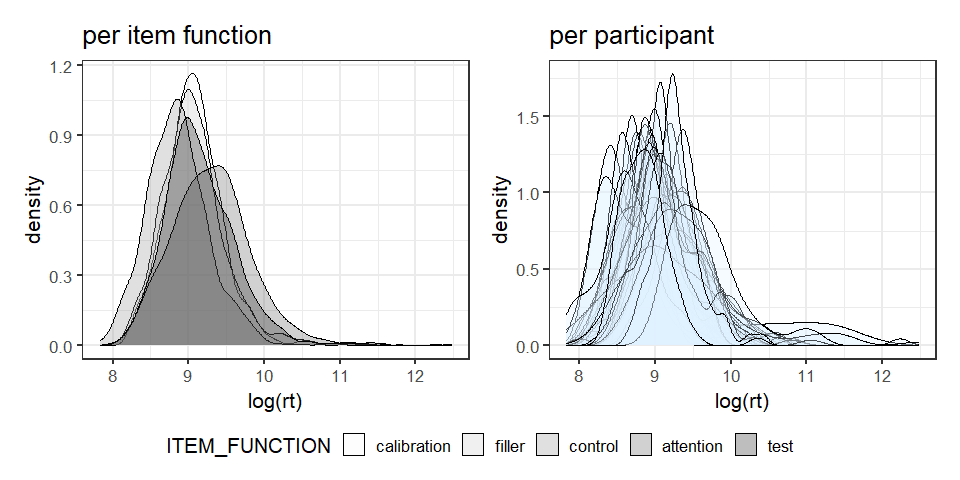 per item function
per participant
1.2
0.9
0.6
0.3
0.0
density
8 9 10 11 12
log(rt)
1.5
1.0
0.5
0.0
density
8 9 10 11 12
log(rt)
ITEM_FUNCTION calibration filler control attention test